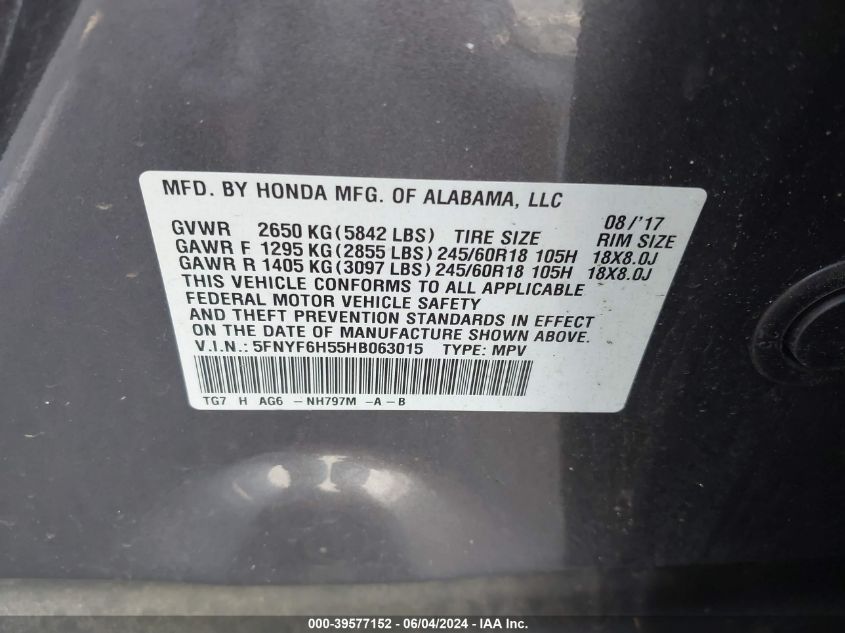 MFD. BY HONDA MFG. OF ALABAMA, LLC
08/'17
GVWR 2650 KG (5842 LBS) TIRE SIZE RIM SIZE
GAWR F 1295 KG (2855 LBS) 245/60R18 105H 18X8.0J
GAWR R 1405 KG (3097 LBS) 245/60R18 105H 18X8.0J
THIS VEHICLE CONFORMS TO ALL APPLICABLE
FEDERAL MOTOR VEHICLE SAFETY
AND THEFT PREVENTION STANDARDS IN EFFECT
ON THE DATE OF MANUFACTURE SHOWN ABOVE.
V.I.N.: 5FNYF6H55HB063015 TYPE: MPV
TG7 H AG6 - NH797M -A - B
000-39577152 - 06/04/2024 - IAA Inc.